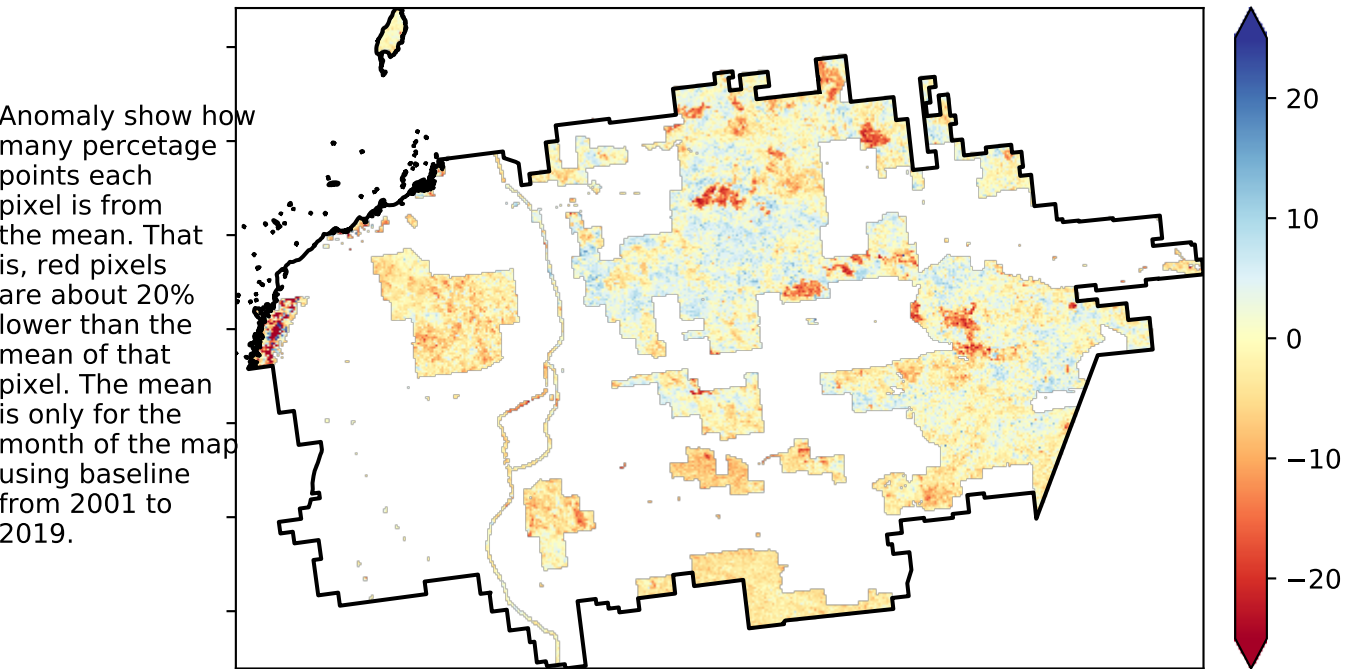 Anomaly show how
many percetage
points each
pixel is from
the mean. That
is, red pixels
are about 20%
lower than the
mean of that
pixel. The mean
is only for the
month of the map
using baseline
from 2001 to
2019.
20
10
0
−10
−20